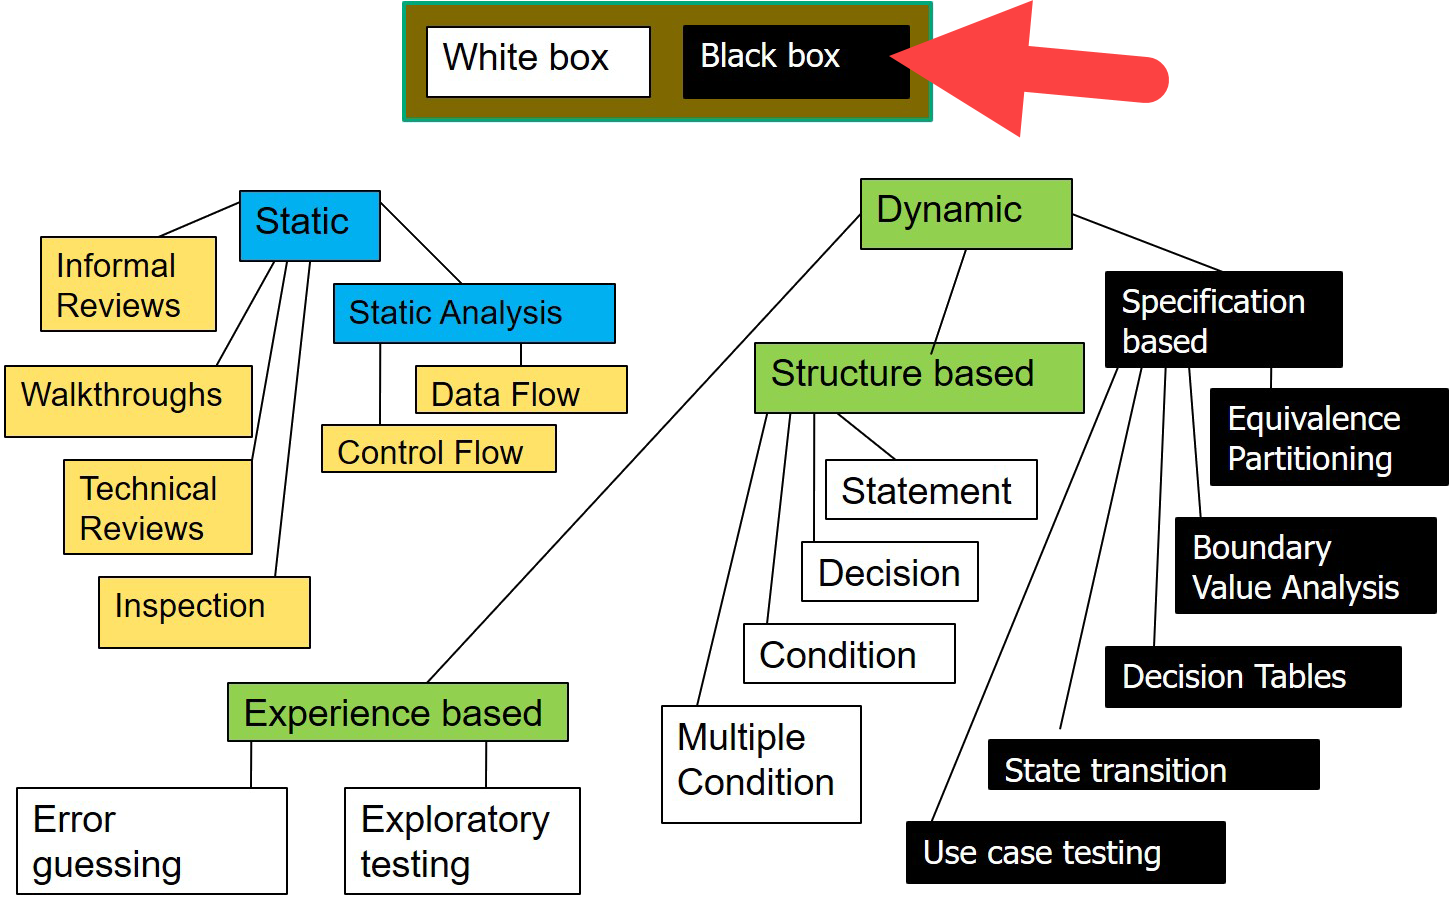 White box
Black box
Static
Dynamic
Informal
Reviews
Static Analysis
Specification
based
Walkthroughs
Data Flow
Structure based
Control Flow
Equivalence
Partitioning
Technical
Reviews
Statement
Inspection
Decision
Boundary
Value Analysis
Condition
Decision Tables
Experience based
Multiple
Condition
State transition
Error
guessing
Exploratory
testing
Use case testing